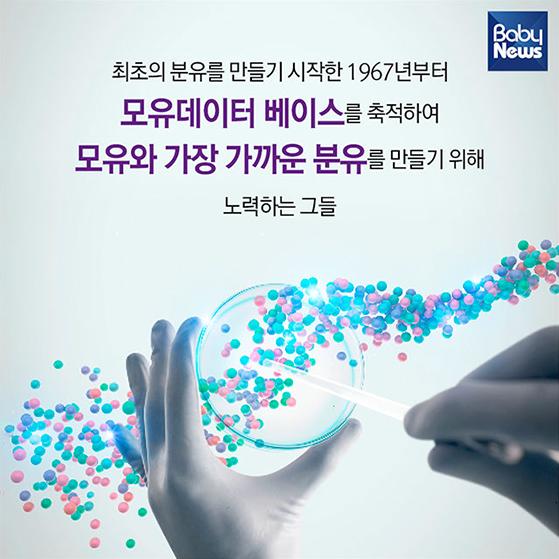 Baby
News
최초의 분유를 만들기 시작한 1967년부터
모유데이터 베이스를 축적하여
모유와 가장 가까운 분유를 만들기 위해
노력하는 그들